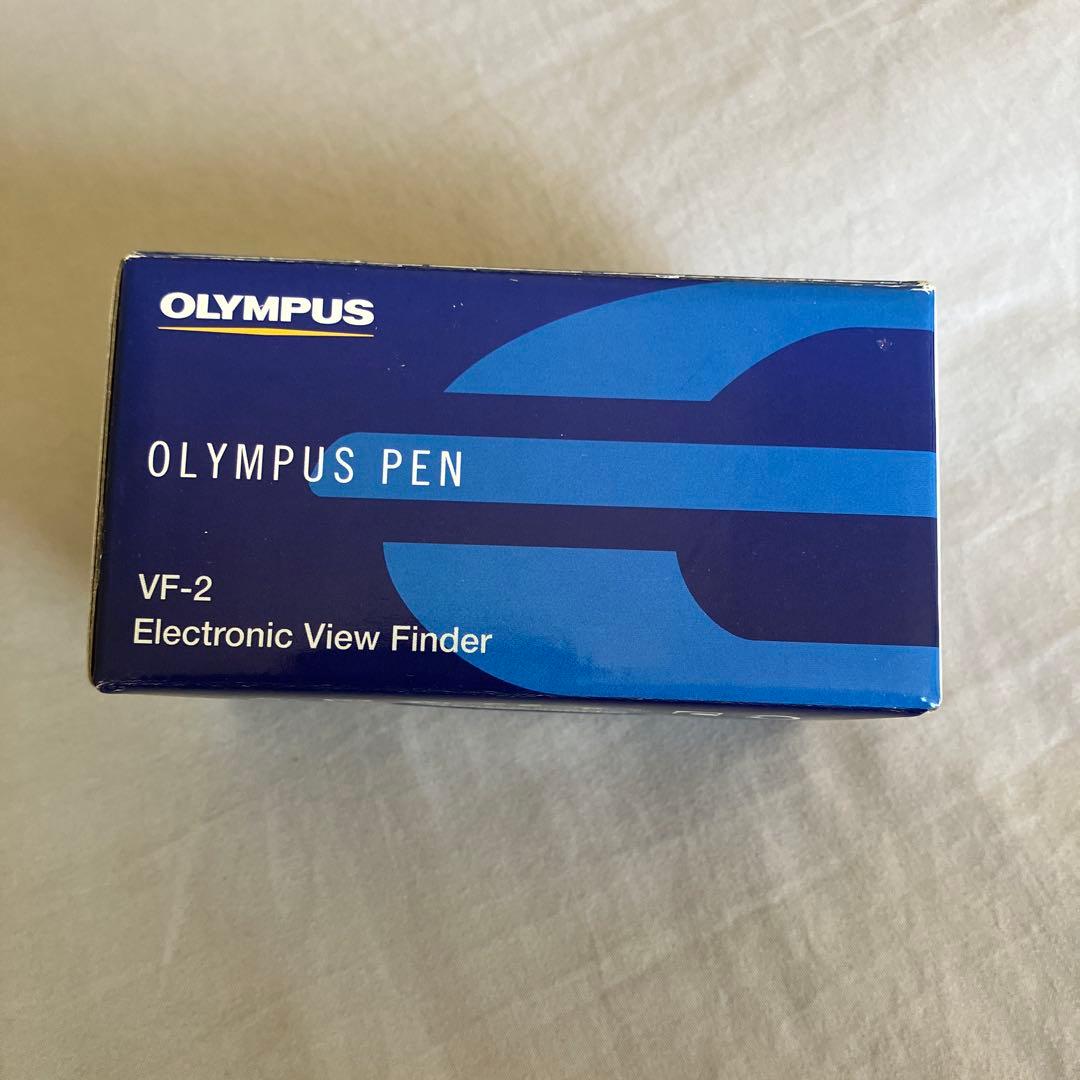 OLYMPUS
OLYMPUS PEN
VF-2
Electronic View Finder